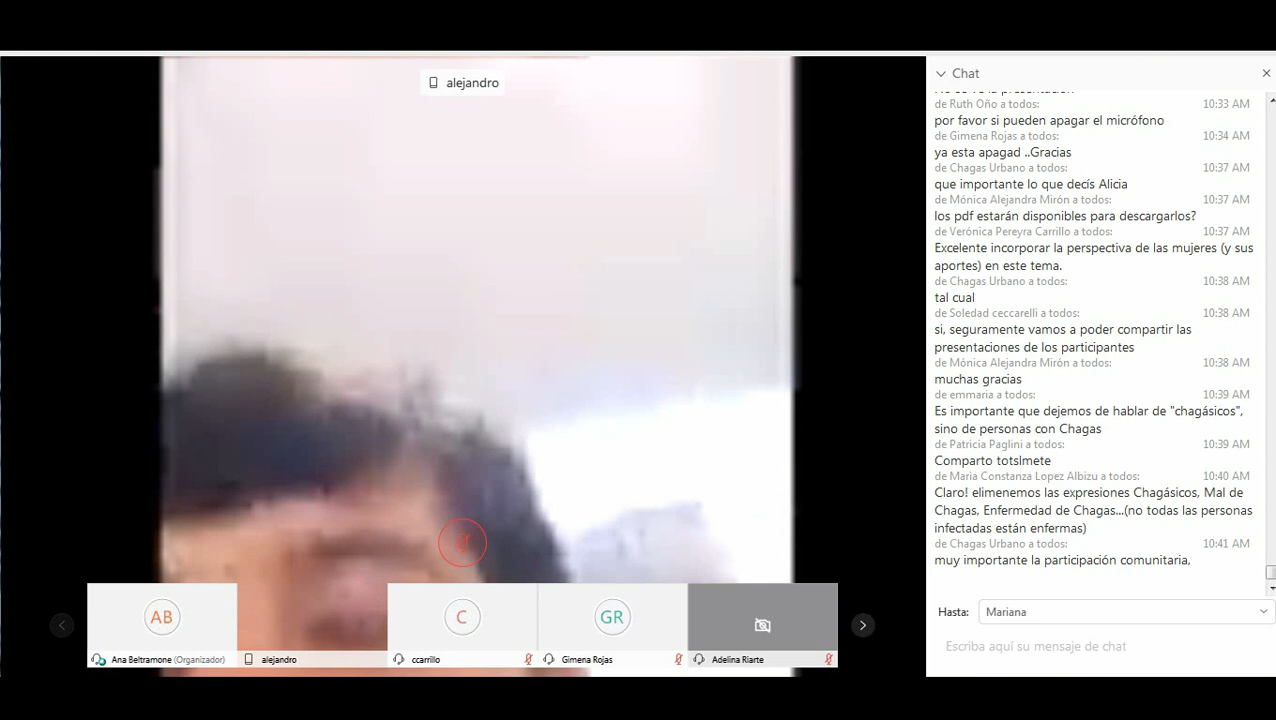 alejandro
AB
Ana Beltramone (Organizador)
alejandro
C
ccarrillo
GR
Gimena Rojas
Adelina Riarte
Chat
No se ve la presentación
de Ruth Oño a todos: 10:33 AM
por favor si pueden apagar el micrófono
de Gimena Rojas a todos: 10:34 AM
ya esta apagad ..Gracias
de Chagas Urbano a todos: 10:37 AM
que importante lo que decís Alicia
de Mónica Alejandra Mirón a todos: 10:37 AM
los pdf estarán disponibles para descargarlos?
de Verónica Pereyra Carrillo a todos: 10:37 AM
Excelente incorporar la perspectiva de las mujeres (y sus
aportes) en este tema.
de Chagas Urbano a todos: 10:38 AM
tal cual
de Soledad ceccarelli a todos: 10:38 AM
si, seguramente vamos a poder compartir las
presentaciones de los participantes
de Mónica Alejandra Mirón a todos: 10:38 AM
muchas gracias
de emmaria a todos: 10:39 AM
Es importante que dejemos de hablar de "chagásicos",
sino de personas con Chagas
de Patricia Paglini a todos: 10:39 AM
Comparto totslmete
de Maria Constanza Lopez Albizu a todos: 10:40 AM
Claro! elimenemos las expresiones Chagásicos, Mal de
Chagas, Enfermedad de Chagas...(no todas las personas
infectadas están enfermas)
de Chagas Urbano a todos: 10:41 AM
muy importante la participación comunitaria,
Hasta: Mariana
Escriba aquí su mensaje de chat